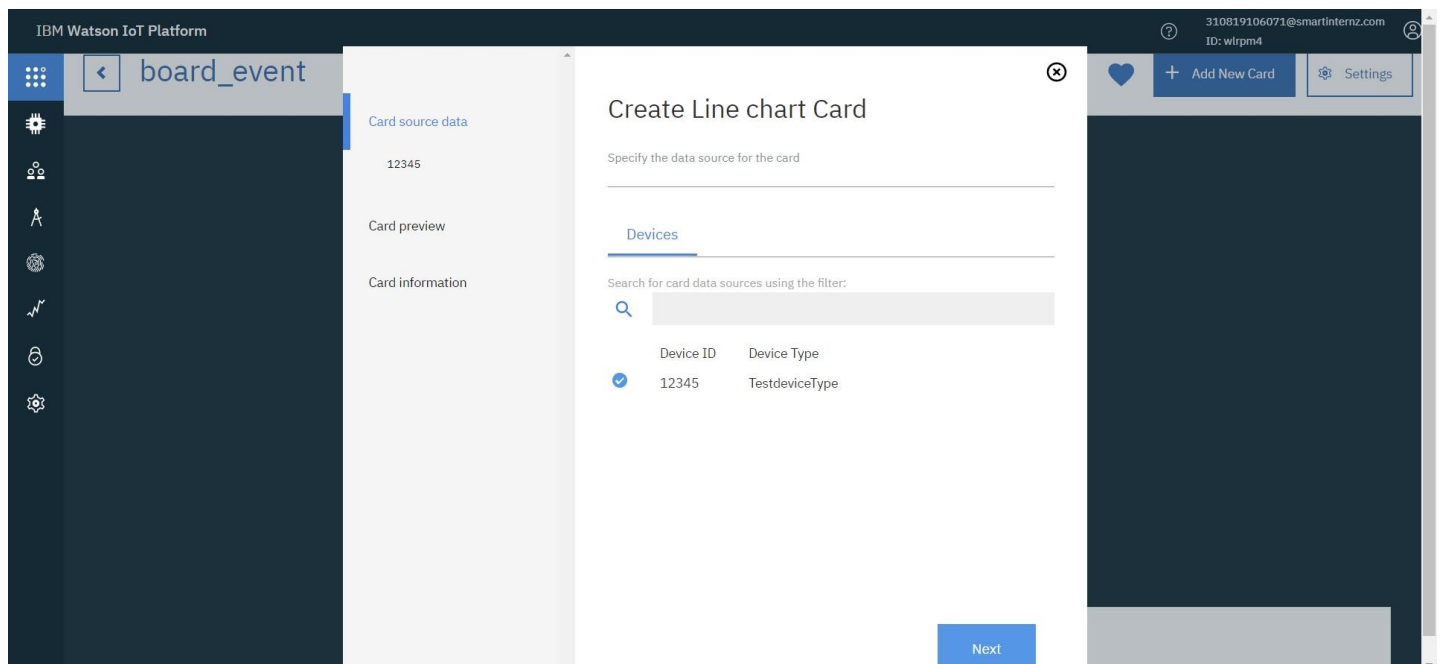 IBM Watson IoT Platform
310819106071@smartinternz.com
ID: wlrpm4
board_event
Add New Card
Settings
Card source data
12345
Card preview
Card information
Create Line chart Card
Specify the data source for the card
Devices
Search for card data sources using the filter:
Device ID Device Type
12345 TestdeviceType
Next